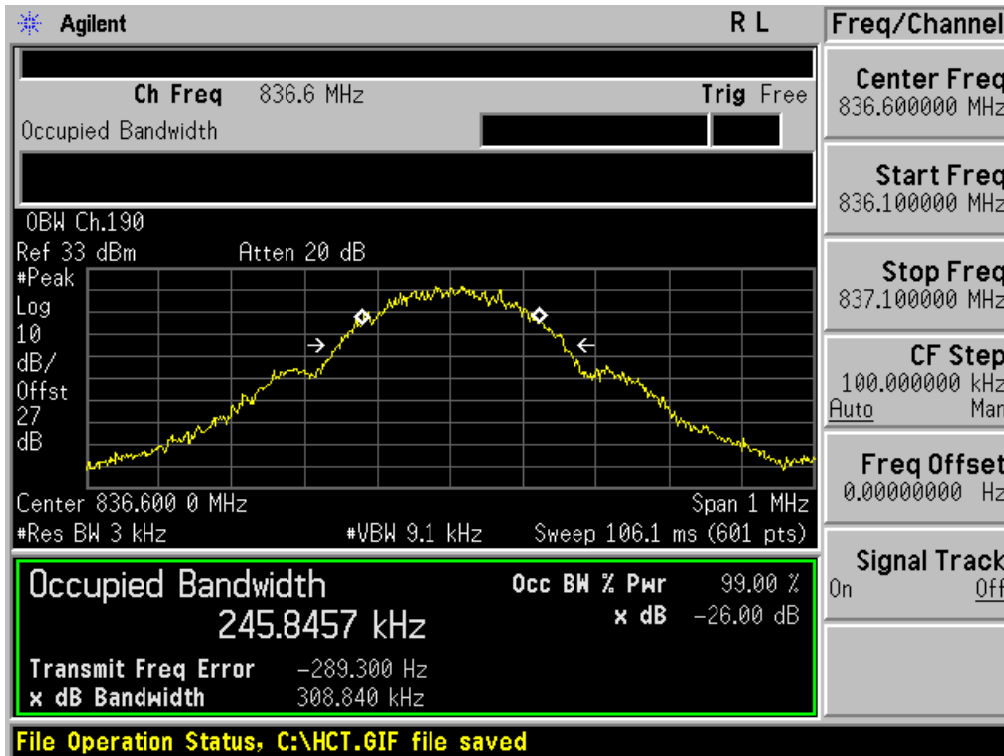 Agilent R L
Ch Freq 836.6 MHz Trig Free
Occupied Bandwidth
OBW Ch.190
Ref 33 dBm Atten 20 dB
#Peak
Log
10
dB/
Offst
27
dB
Center 836.600 0 MHz Span 1 MHz
#Res BW 3 kHz #VBW 9.1 kHz Sweep 106.1 ms (601 pts)
Occupied Bandwidth Occ BW % Pwr 99.00 %
245.8457 kHz x dB -26.00 dB
Transmit Freq Error -289.300 Hz
x dB Bandwidth 308.840 kHz
File Operation Status, C:\HCT.GIF file saved
Freq/Channel
Center Freq
836.600000 MHz
Start Freq
836.100000 MHz
Stop Freq
837.100000 MHz
CF Step
100.000000 kHz
Auto Man
Freq Offset
0.00000000 Hz
Signal Track
On Off